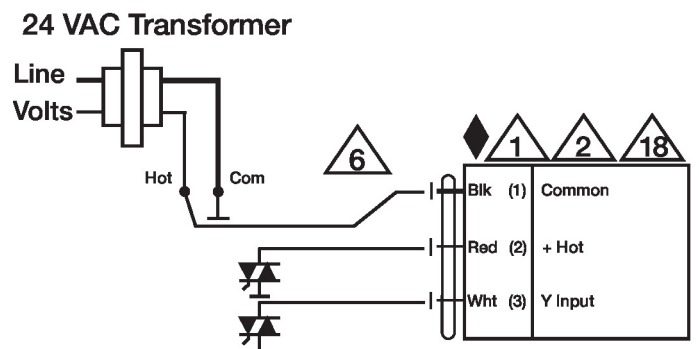 24 VAC Transformer
Line
Volts
Hot
Com
6
1
2
18
Blk (1) Common
Red (2) + Hot
Wht (3) Y Input